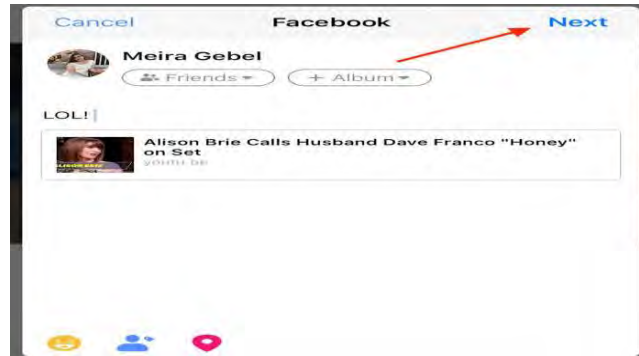 Cancel Facebook Next
Meira Gebel
Friends + Album
LOL!
Alison Brie Calls Husband Dave Franco "Honey"
on Set
youtu.be